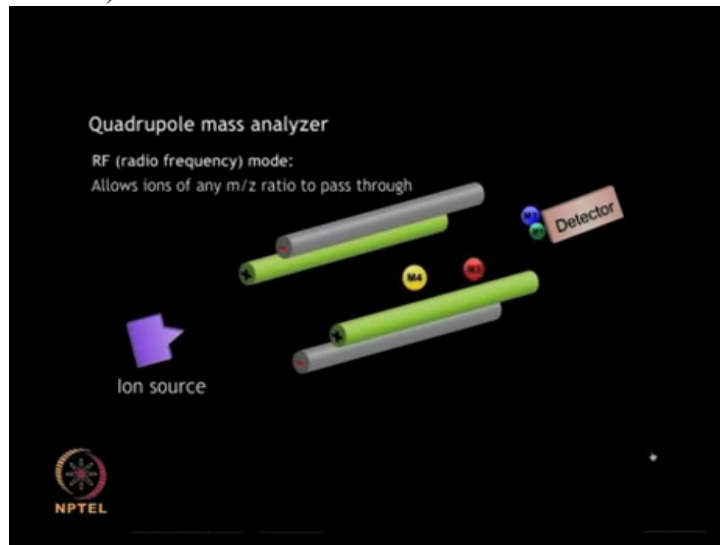 Quadrupole mass analyzer
RF (radio frequency) mode:
Allows ions of any m/z ratio to pass through
Detector
M4
Ion source
NPTEL